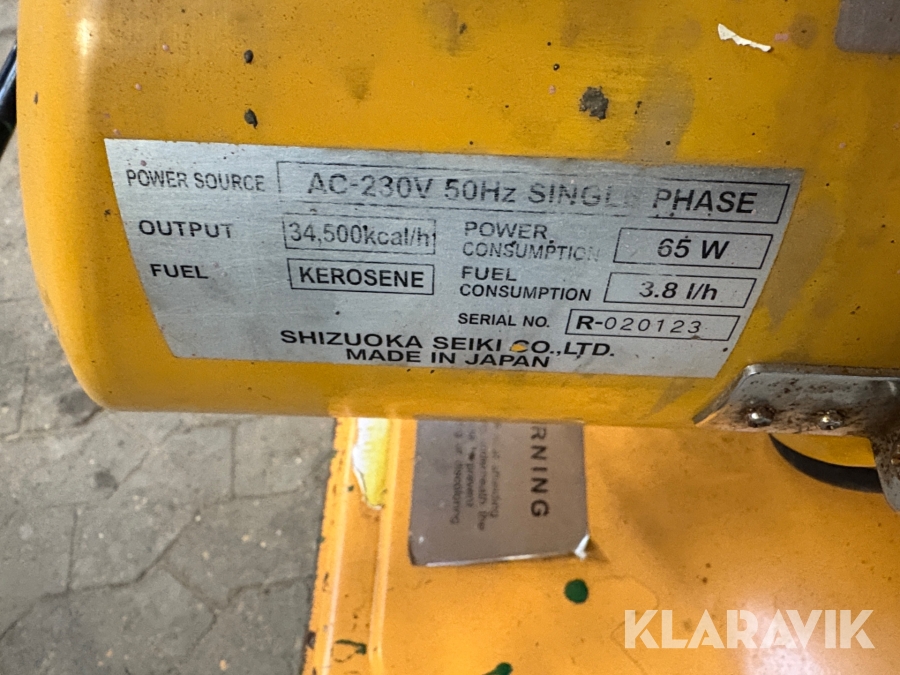 POWER SOURCE AC-230V 50Hz SINGLE PHASE
OUTPUT 34,500kcal/h POWER CONSUMPTION 65 W
FUEL KEROSENE FUEL CONSUMPTION 3.8 l/h
SERIAL NO. R-020123
SHIZUOKA SEIKI CO.,LTD.
MADE IN JAPAN
RNING
KLARAVIK